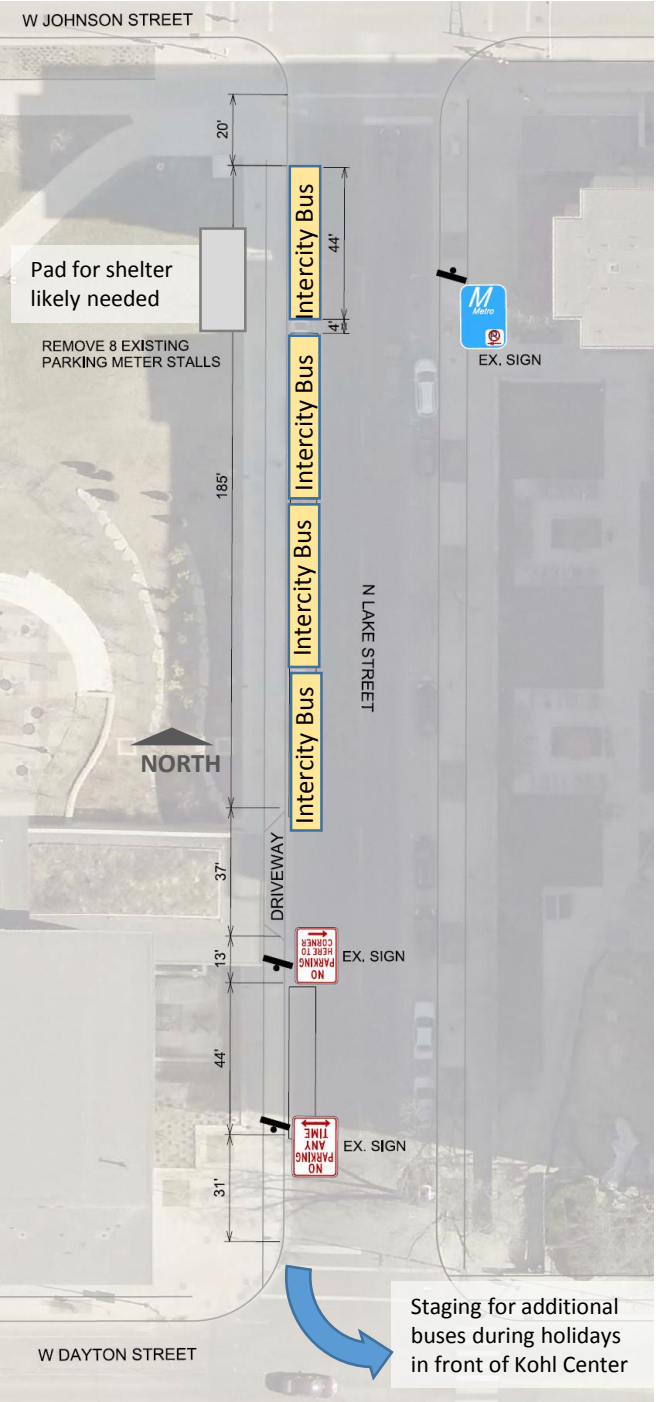 W JOHNSON STREET
20'
Intercity Bus
44'
Pad for shelter
likely needed
4'
M
Metro
REMOVE 8 EXISTING
PARKING METER STALLS
EX. SIGN
Intercity Bus
185'
Intercity Bus
N LAKE STREET
Intercity Bus
NORTH
37'
DRIVEWAY
13'
NO
PARKING
HERE TO
CORNER
EX. SIGN
44'
NO
PARKING
ANY
TIME
EX. SIGN
31'
Staging for additional
buses during holidays
in front of Kohl Center
W DAYTON STREET